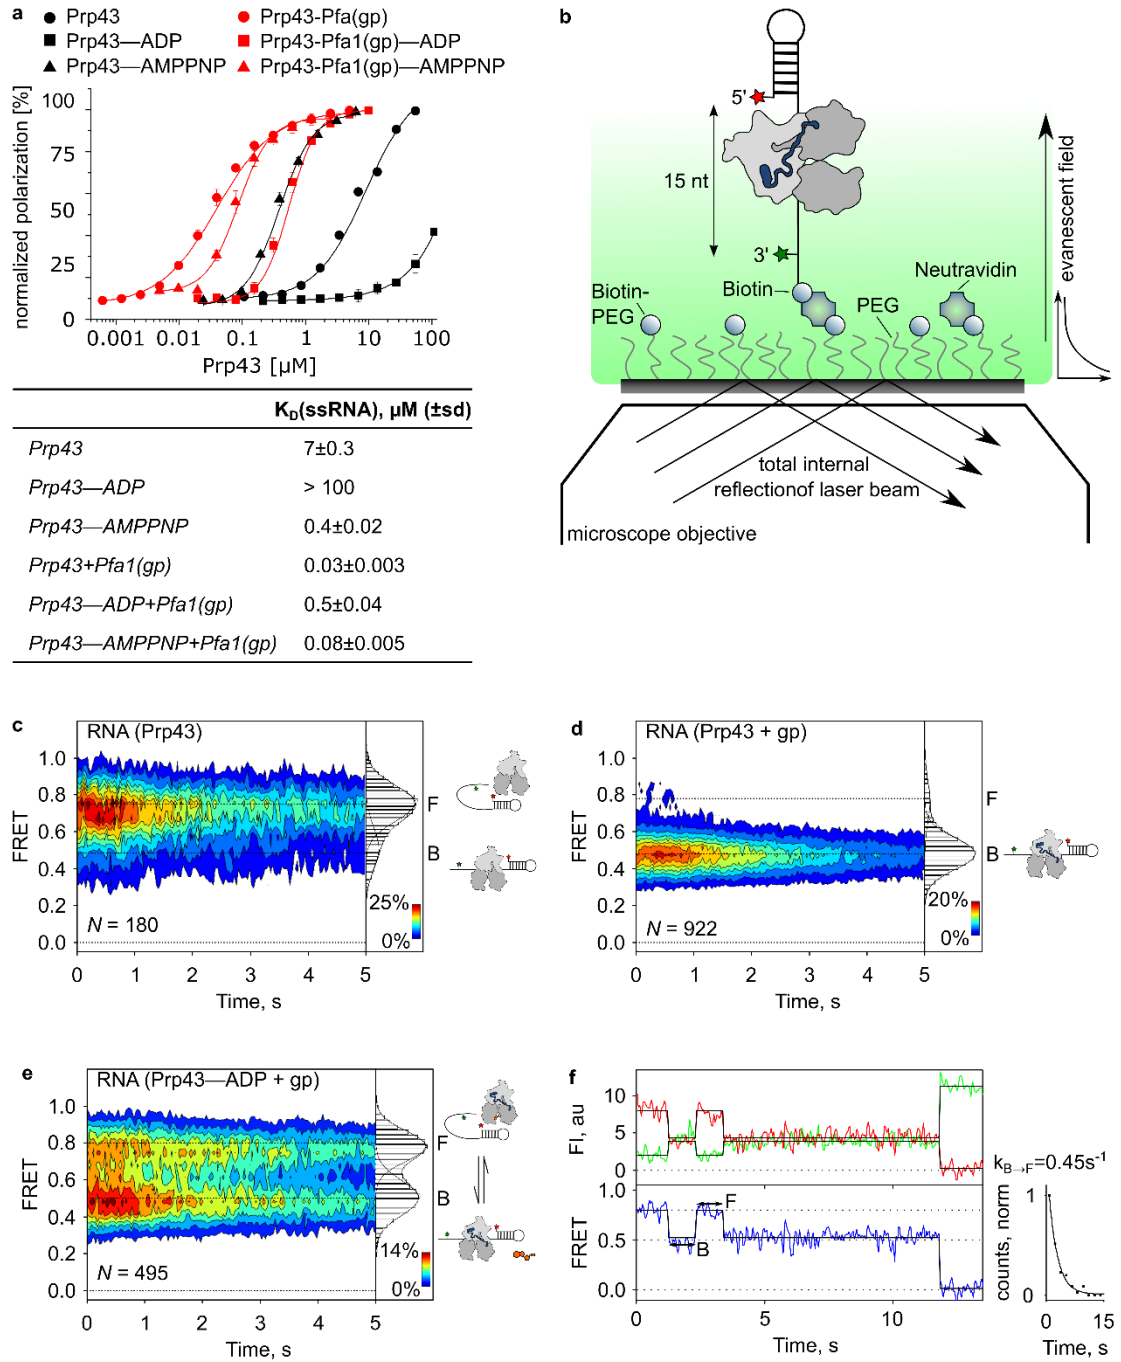 a
Prp43
Prp43-Pfa(gp)
Prp43—ADP
Prp43-Pfa1(gp)—ADP
Prp43—AMPPNP
Prp43-Pfa1(gp)—AMPPNP
normalized polarization [%]
100
75
50
25
0
0.001 0.01 0.1 1 10 100
Prp43 [µM]
K_D(ssRNA), µM (±sd)
Prp43 7±0.3
Prp43—ADP > 100
Prp43—AMPPNP 0.4±0.02
Prp43+Pfa1(gp) 0.03±0.003
Prp43—ADP+Pfa1(gp) 0.5±0.04
Prp43—AMPPNP+Pfa1(gp) 0.08±0.005
b
5'
15 nt
3'
evanescent field
Neutravidin
Biotin
Biotin-
PEG
PEG
total internal
reflectionof laser beam
microscope objective
c
RNA (Prp43)
FRET
1.0
0.8
0.6
0.4
0.2
0.0
F
B
N = 180
25%
0%
0 1 2 3 4 5
Time, s
d
RNA (Prp43 + gp)
FRET
1.0
0.8
0.6
0.4
0.2
0.0
F
B
N = 922
20%
0%
0 1 2 3 4 5
Time, s
e
RNA (Prp43—ADP + gp)
FRET
1.0
0.8
0.6
0.4
0.2
0.0
F
B
N = 495
14%
0%
0 1 2 3 4 5
Time, s
f
FI, au
10
5
0
FRET
1.0
0.5
0.0
F
B
0 5 10
Time, s
k_B→F=0.45s⁻¹
counts, norm
1
0
0 15
Time, s